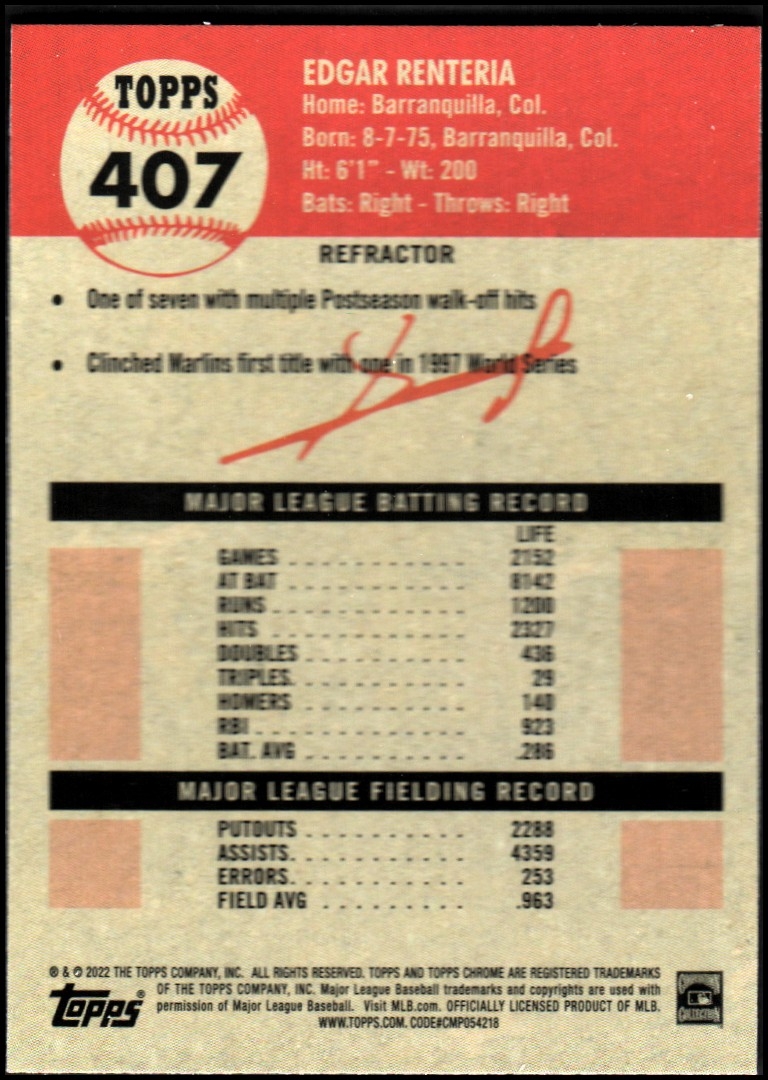 TOPPS
407
EDGAR RENTERIA
Home: Barranquilla, Col.
Born: 8-7-75, Barranquilla, Col.
Ht: 6'1" - Wt: 200
Bats: Right - Throws: Right
REFRACTOR
• One of seven with multiple Postseason walk-off hits
• Clinched Marlins first title with one in 1997 World Series
MAJOR LEAGUE BATTING RECORD
LIFE
GAMES . . . . . . . . . . . 2152
AT BAT . . . . . . . . . . . 8142
RUNS . . . . . . . . . . . . 1200
HITS . . . . . . . . . . . . 2327
DOUBLES . . . . . . . . . . 436
TRIPLES. . . . . . . . . . . 29
HOMERS . . . . . . . . . . 140
RBI . . . . . . . . . . . . . 923
BAT. AVG . . . . . . . . . . .286
MAJOR LEAGUE FIELDING RECORD
PUTOUTS . . . . . . . . . . 2288
ASSISTS. . . . . . . . . . . 4359
ERRORS. . . . . . . . . . . 253
FIELD AVG . . . . . . . . . .963
® & © 2022 THE TOPPS COMPANY, INC. ALL RIGHTS RESERVED. TOPPS AND TOPPS CHROME ARE REGISTERED TRADEMARKS
OF THE TOPPS COMPANY, INC. Major League Baseball trademarks and copyrights are used with
permission of Major League Baseball. Visit MLB.com. OFFICIALLY LICENSED PRODUCT OF MLB.
WWW.TOPPS.COM. CODE#CMP054218
topps®
COLLECTION